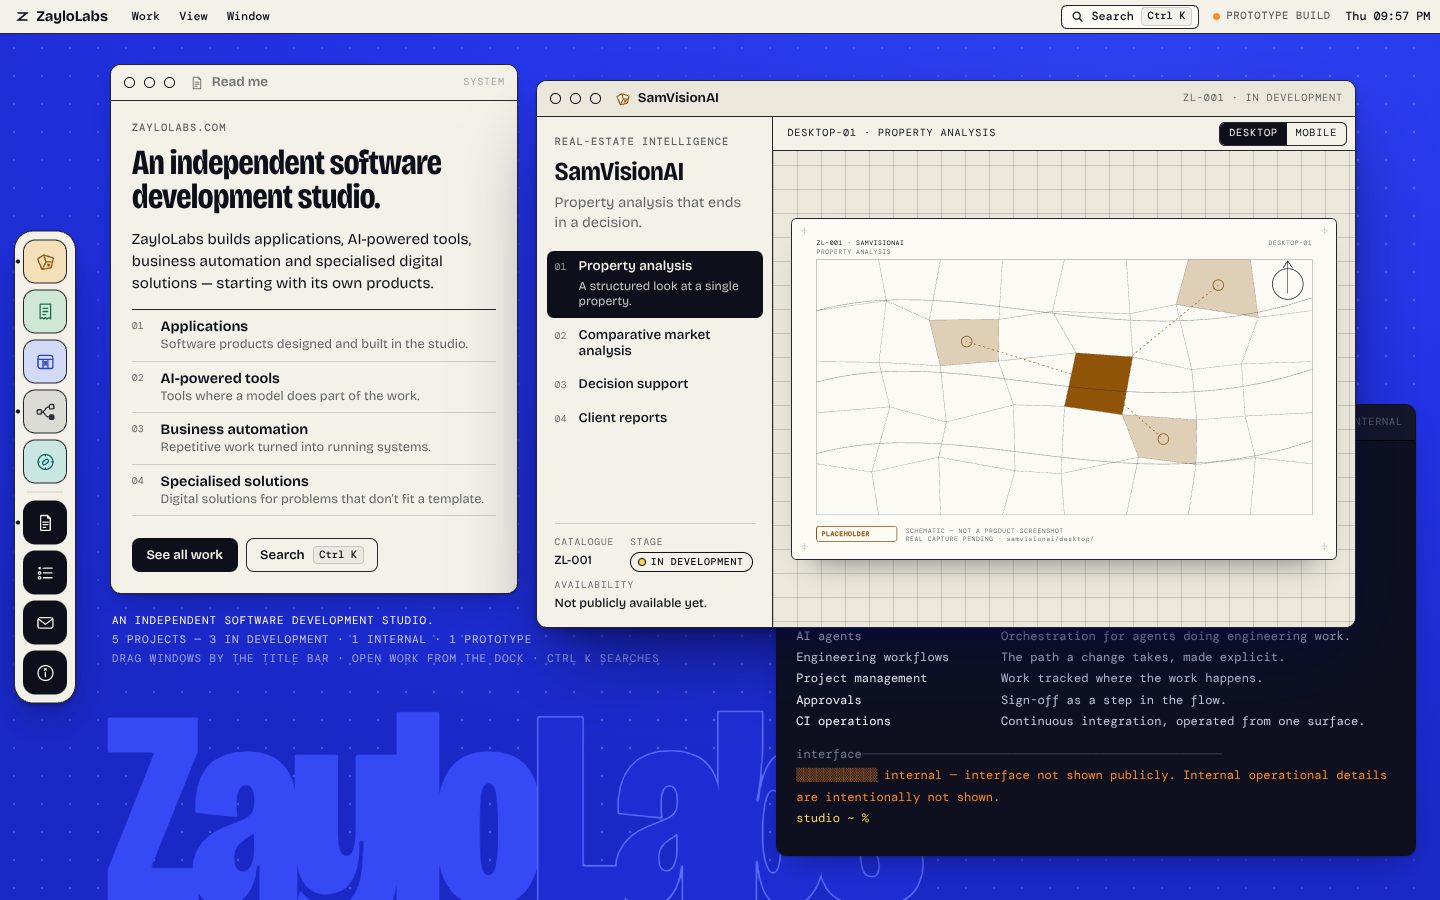 ZayloLabs Work View Window Search Ctrl K PROTOTYPE BUILD Thu 09:57 PM
Read me SYSTEM
ZAYLOLABS.COM
An independent software
development studio.
ZayloLabs builds applications, AI-powered tools,
business automation and specialised digital
solutions — starting with its own products.
01 Applications
Software products designed and built in the studio.
02 AI-powered tools
Tools where a model does part of the work.
03 Business automation
Repetitive work turned into running systems.
04 Specialised solutions
Digital solutions for problems that don't fit a template.
See all work Search Ctrl K
AN INDEPENDENT SOFTWARE DEVELOPMENT STUDIO.
5 PROJECTS — 3 IN DEVELOPMENT · 1 INTERNAL · 1 PROTOTYPE
DRAG WINDOWS BY THE TITLE BAR · OPEN WORK FROM THE DOCK · CTRL K SEARCHES
SamVisionAI ZL-001 · IN DEVELOPMENT
REAL-ESTATE INTELLIGENCE
SamVisionAI
Property analysis that ends
in a decision.
01 Property analysis
A structured look at a single
property.
02 Comparative market
analysis
03 Decision support
04 Client reports
CATALOGUE STAGE
ZL-001 IN DEVELOPMENT
AVAILABILITY
Not publicly available yet.
DESKTOP-01 · PROPERTY ANALYSIS DESKTOP MOBILE
ZL-001 · SAMVISIONAI DESKTOP-01
PROPERTY ANALYSIS
PLACEHOLDER
SCHEMATIC — NOT A PRODUCT SCREENSHOT
REAL CAPTURE PENDING · samvisionai/desktop/
NTERNAL
AI agents Orchestration for agents doing engineering work.
Engineering workflows The path a change takes, made explicit.
Project management Work tracked where the work happens.
Approvals Sign-off as a step in the flow.
CI operations Continuous integration, operated from one surface.
interface
internal — interface not shown publicly. Internal operational details
are intentionally not shown.
studio ~ %
ZayloLabs